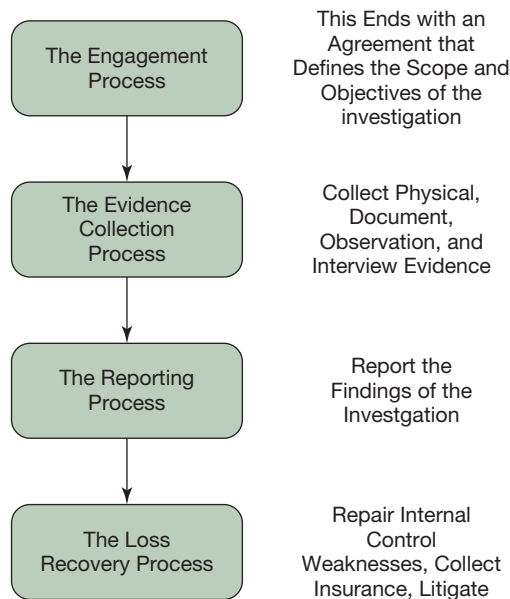 The Engagement
Process
This Ends with an
Agreement that
Defines the Scope and
Objectives of the
investigation
The Evidence
Collection
Process
Collect Physical,
Document,
Observation, and
Interview Evidence
The Reporting
Process
Report the
Findings of the
Investgation
The Loss
Recovery Process
Repair Internal
Control
Weaknesses, Collect
Insurance, Litigate